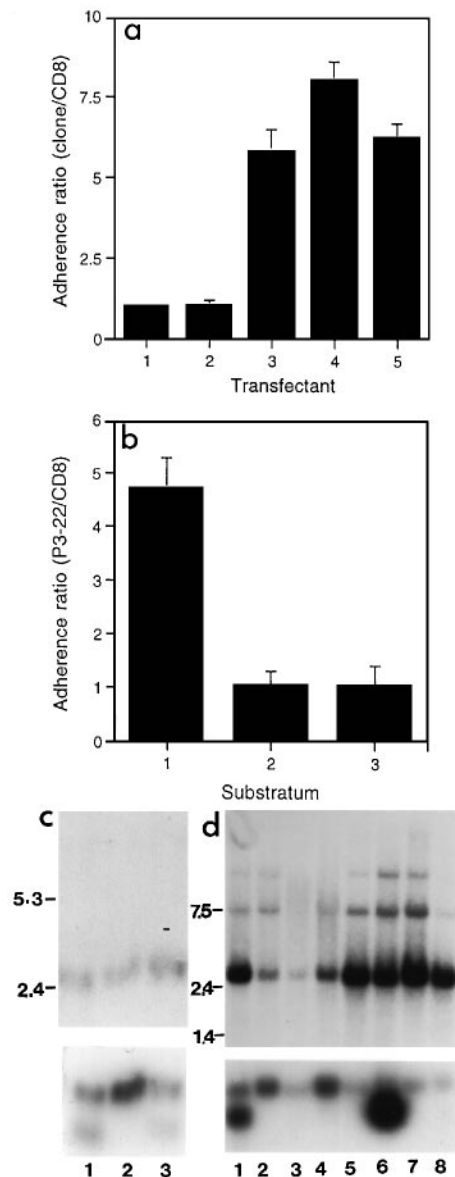 a
Adherence ratio (clone/CD8)
10
7.5
5
2.5
0
1 2 3 4 5
Transfectant
b
Adherence ratio (P3-22/CD8)
6
5
4
3
2
1
0
1 2 3
Substratum
c
5.3
2.4
1 2 3
d
7.5
2.4
1.4
1 2 3 4 5 6 7 8